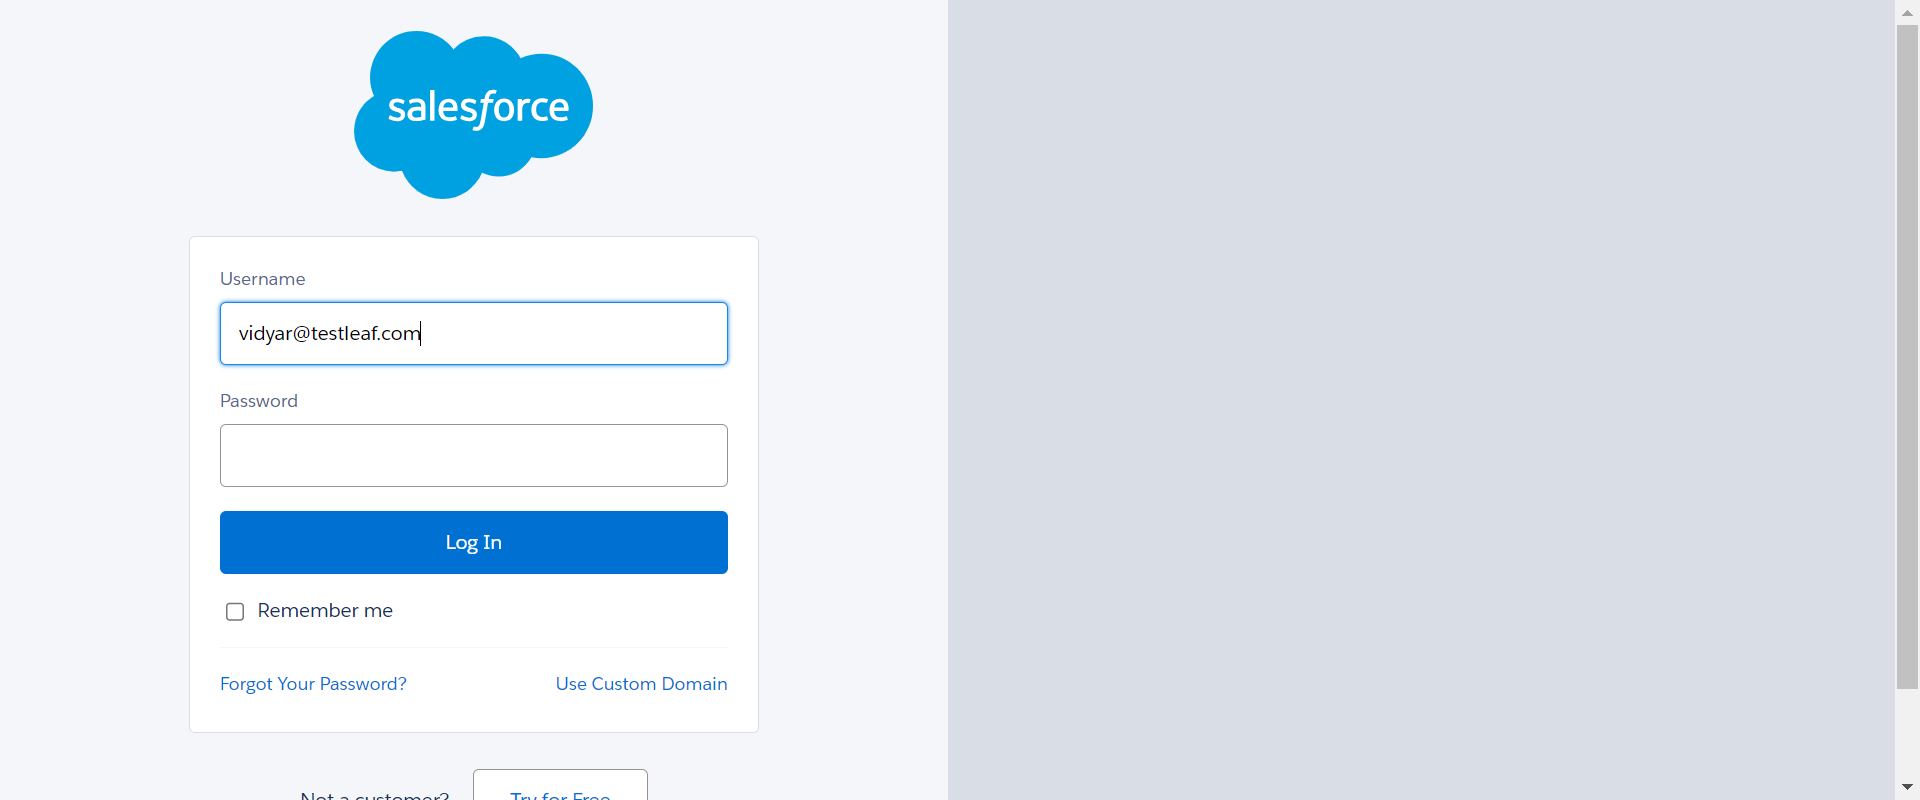 salesforce
Username
vidyar@testleaf.com
Password
Log In
Remember me
Forgot Your Password? Use Custom Domain
Not a customer? Try for Free